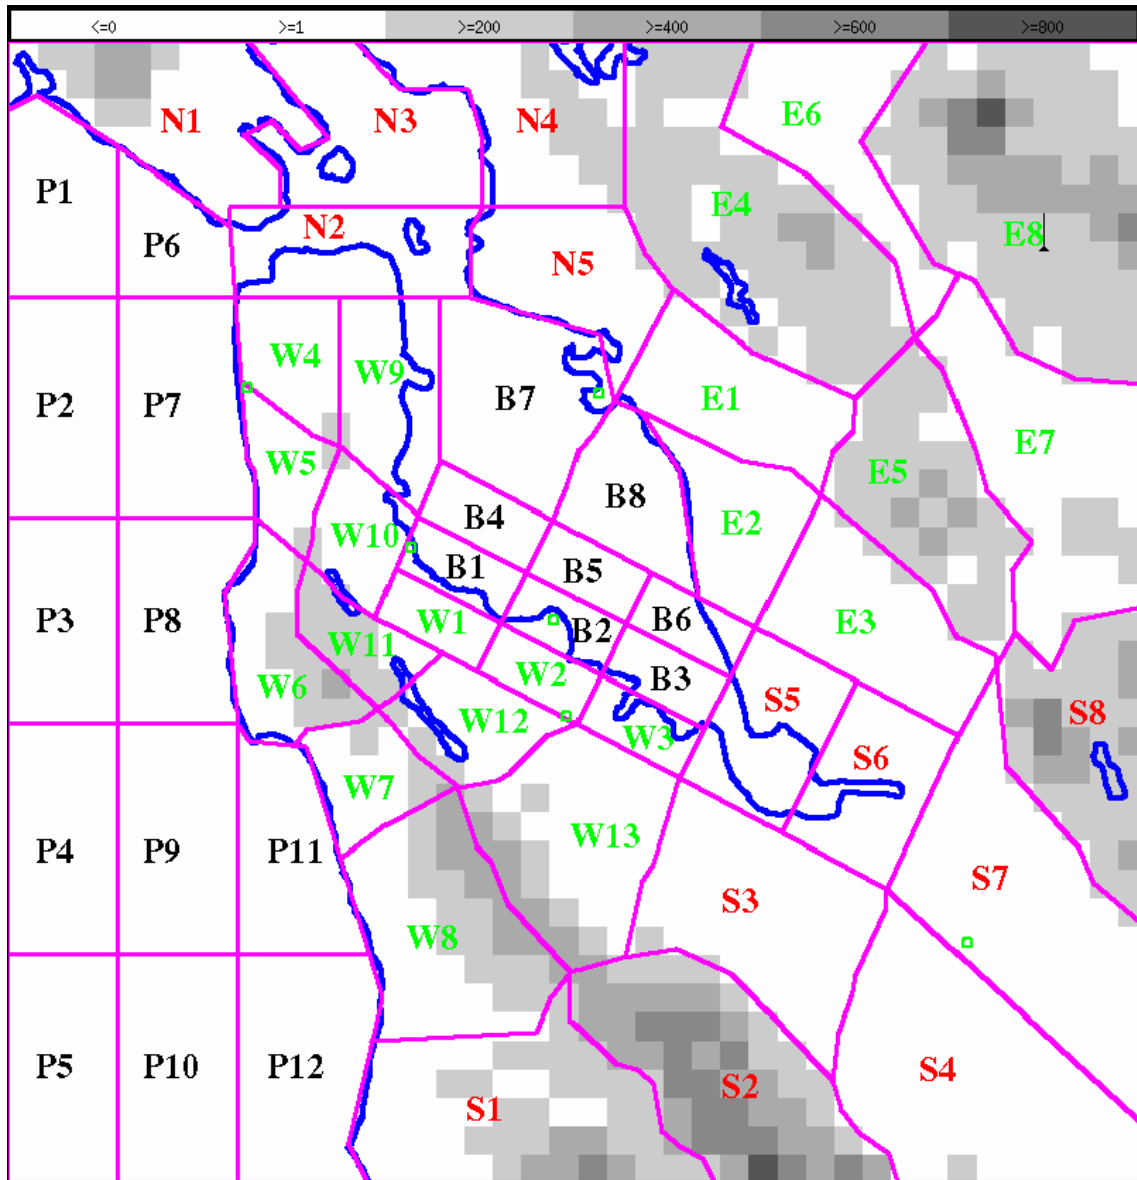 <=0 >=1 >=200 >=400 >=600 >=800
N1 N3 N4 E6
P1 E4
P6 N2 N5 E8
W4 W9
P2 P7 B7 E1
W5 E5 E7
B8
W10 B4 E2
B1 B5
P3 P8 W1 B2 B6 E3
W11
W6 W2 B3 S5
W12 W3 S8
W7 S6
P4 P9 P11 W13 S7
S3
W8
P5 P10 P12 S4
S1 S2